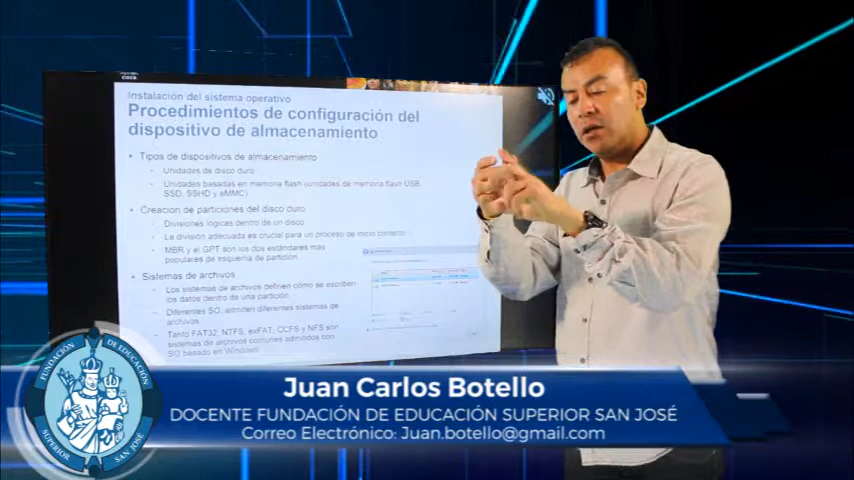 Instalación del sistema operativo
Procedimientos de configuración del
dispositivo de almacenamiento
• Tipos de dispositivos de almacenamiento
• Unidades de disco duro
• Unidades basadas en memoria flash (unidades de memoria flash USB,
SSD, SSHD y eMMC)
• Creación de particiones del disco duro
• Divisiones lógicas dentro de un disco
• La división adecuada es crucial para un proceso de inicio correcto
• MBR y el GPT son los dos estándares más
populares de esquema de partición.
• Sistemas de archivos
• Los sistemas de archivos definen cómo se escriben
los datos dentro de una partición
• Diferentes SO, admiten diferentes sistemas de
archivos.
• Tanto FAT32, NTFS, exFAT, CCFS y NFS son
sistemas de archivos comunes admitidos en
SO basado en Windows
Juan Carlos Botello
DOCENTE FUNDACIÓN DE EDUCACIÓN SUPERIOR SAN JOSÉ
Correo Electrónico: Juan.botello@gmail.com
FUNDACIÓN DE EDUCACIÓN
SUPERIOR SAN JOSÉ